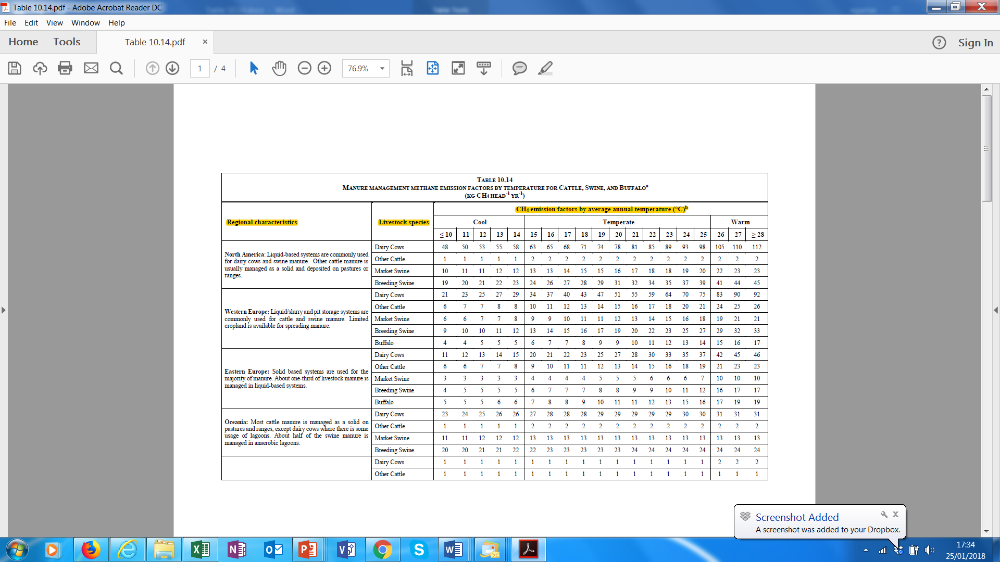 Table 10.14.pdf - Adobe Acrobat Reader DC
File Edit View Window Help
Home Tools Table 10.14.pdf × ? Sign In
1 / 4 76.9%
TABLE 10.14
MANURE MANAGEMENT METHANE EMISSION FACTORS BY TEMPERATURE FOR CATTLE, SWINE, AND BUFFALOa
(KG CH4 HEAD-1 YR-1)
Regional characteristics Livestock species CH4 emission factors by average annual temperature (°C)b
Cool Temperate Warm
≤ 10 11 12 13 14 15 16 17 18 19 20 21 22 23 24 25 26 27 ≥ 28
North America: Liquid-based systems are commonly used
for dairy cows and swine manure. Other cattle manure is
usually managed as a solid and deposited on pastures or
ranges.
Dairy Cows 48 50 53 55 58 63 65 68 71 74 78 81 85 89 93 98 105 110 112
Other Cattle 1 1 1 1 1 2 2 2 2 2 2 2 2 2 2 2 2 2 2
Market Swine 10 11 11 12 12 13 13 14 15 15 16 17 18 18 19 20 22 23 23
Breeding Swine 19 20 21 22 23 24 26 27 28 29 31 32 34 35 37 39 41 44 45
Western Europe: Liquid/slurry and pit storage systems are
commonly used for cattle and swine manure. Limited
cropland is available for spreading manure.
Dairy Cows 21 23 25 27 29 34 37 40 43 47 51 55 59 64 70 75 83 90 92
Other Cattle 6 7 7 8 8 10 11 12 13 14 15 16 17 18 20 21 24 25 26
Market Swine 6 6 7 7 8 9 9 10 11 11 12 13 14 15 16 18 19 21 21
Breeding Swine 9 10 10 11 12 13 14 15 16 17 19 20 22 23 25 27 29 32 33
Buffalo 4 4 5 5 5 6 7 7 8 9 9 10 11 12 13 14 15 16 17
Eastern Europe: Solid based systems are used for the
majority of manure. About one-third of livestock manure is
managed in liquid-based systems.
Dairy Cows 11 12 13 14 15 20 21 22 23 25 27 28 30 33 35 37 42 45 46
Other Cattle 6 6 7 7 8 9 10 11 11 12 13 14 15 16 18 19 21 23 23
Market Swine 3 3 3 3 3 4 4 4 4 5 5 5 6 6 6 7 10 10 10
Breeding Swine 4 5 5 5 5 6 7 7 7 8 8 9 9 10 11 12 16 17 17
Buffalo 5 5 5 6 6 7 8 8 9 10 11 11 12 13 15 16 17 19 19
Oceania: Most cattle manure is managed as a solid on
pastures and ranges, except dairy cows where there is some
usage of lagoons. About half of the swine manure is
managed in anaerobic lagoons.
Dairy Cows 23 24 25 26 26 27 28 28 28 29 29 29 29 29 30 30 31 31 31
Other Cattle 1 1 1 1 1 2 2 2 2 2 2 2 2 2 2 2 2 2 2
Market Swine 11 11 12 12 12 13 13 13 13 13 13 13 13 13 13 13 13 13 13
Breeding Swine 20 20 21 21 22 22 23 23 23 23 23 24 24 24 24 24 24 24 24
Dairy Cows 1 1 1 1 1 1 1 1 1 1 1 1 1 1 1 1 2 2 2
Other Cattle 1 1 1 1 1 1 1 1 1 1 1 1 1 1 1 1 1 1 1
Screenshot Added
A screenshot was added to your Dropbox.
17:34
25/01/2018